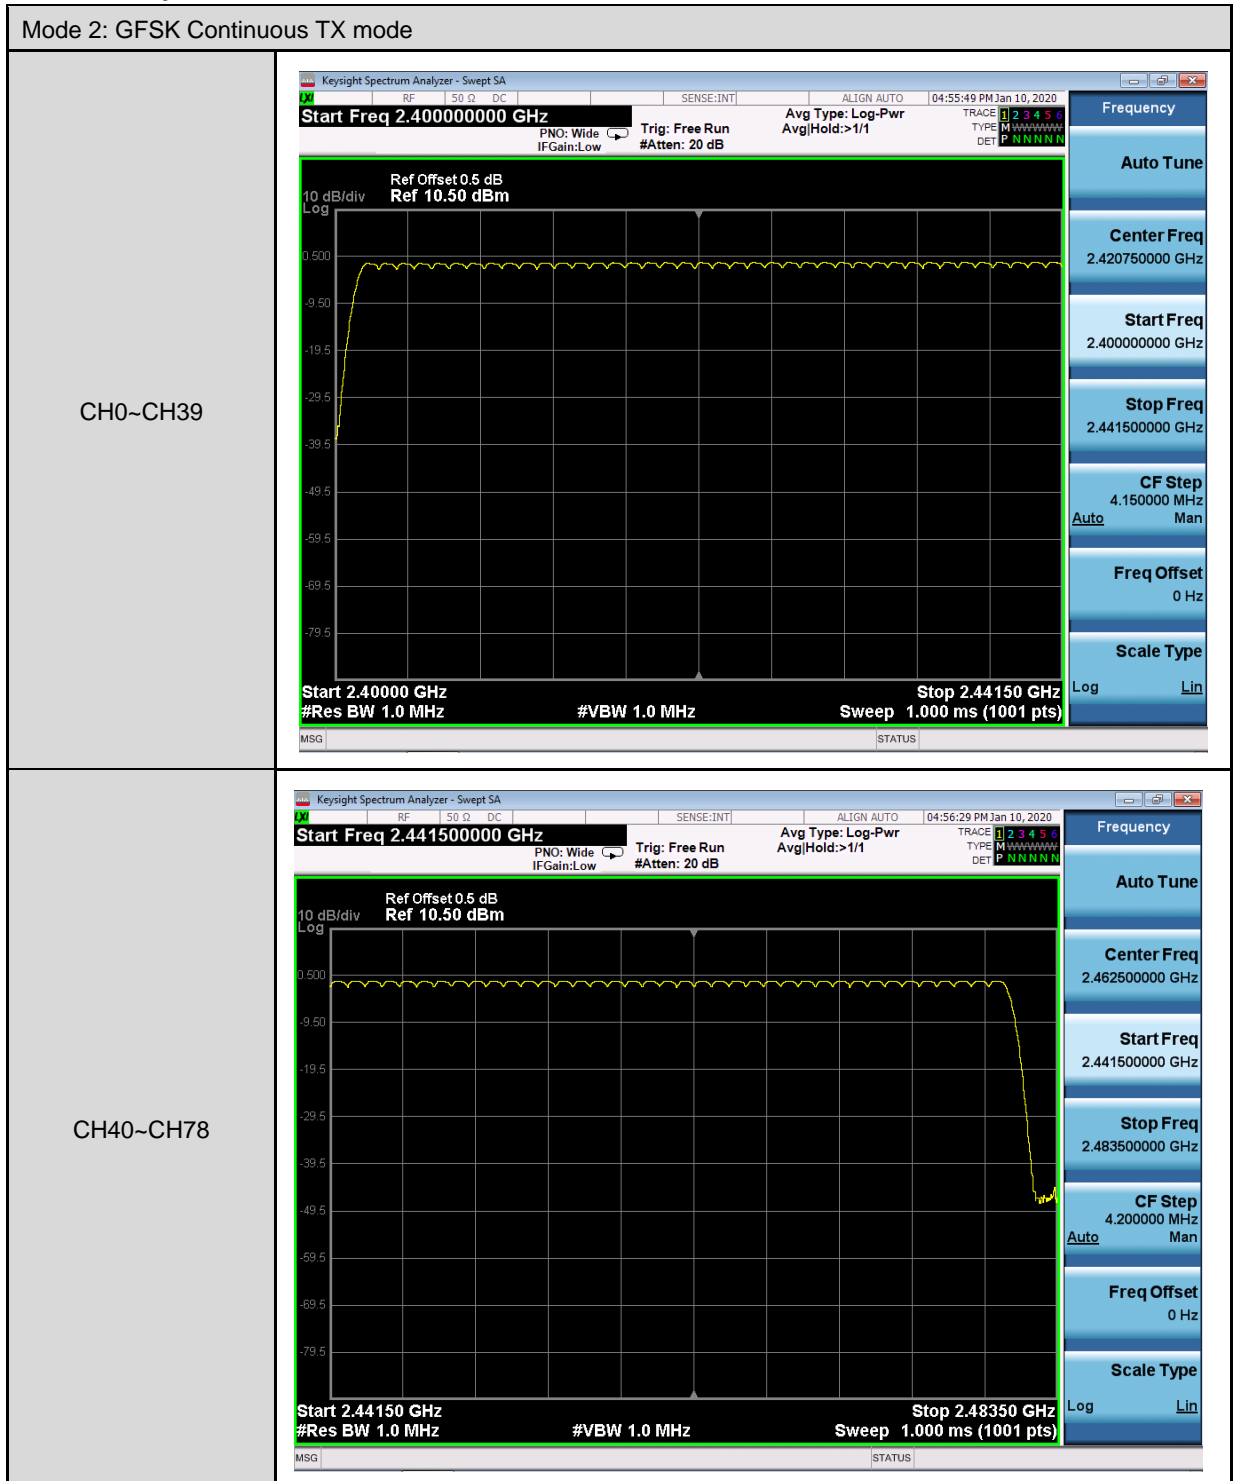 Mode 2: GFSK Continuous TX mode
CH0~CH39
Keysight Spectrum Analyzer - Swept SA
LXI RF 50 Ω DC SENSE:INT ALIGN AUTO 04:55:49 PM Jan 10, 2020
Start Freq 2.400000000 GHz
PNO: Wide
IFGain:Low
Trig: Free Run
#Atten: 20 dB
Avg Type: Log-Pwr
Avg|Hold:>1/1
TRACE 1 2 3 4 5 6
TYPE M WWWWW
DET P N N N N N
Ref Offset 0.5 dB
10 dB/div Ref 10.50 dBm
Log
0.500
-9.50
-19.5
-29.5
-39.5
-49.5
-59.5
-69.5
-79.5
Start 2.40000 GHz Stop 2.44150 GHz
#Res BW 1.0 MHz #VBW 1.0 MHz Sweep 1.000 ms (1001 pts)
MSG STATUS
Frequency
Auto Tune
Center Freq
2.420750000 GHz
Start Freq
2.400000000 GHz
Stop Freq
2.441500000 GHz
CF Step
4.150000 MHz
Auto Man
Freq Offset
0 Hz
Scale Type
Log Lin
CH40~CH78
Keysight Spectrum Analyzer - Swept SA
LXI RF 50 Ω DC SENSE:INT ALIGN AUTO 04:56:29 PM Jan 10, 2020
Start Freq 2.441500000 GHz
PNO: Wide
IFGain:Low
Trig: Free Run
#Atten: 20 dB
Avg Type: Log-Pwr
Avg|Hold:>1/1
TRACE 1 2 3 4 5 6
TYPE M WWWWW
DET P N N N N N
Ref Offset 0.5 dB
10 dB/div Ref 10.50 dBm
Log
0.500
-9.50
-19.5
-29.5
-39.5
-49.5
-59.5
-69.5
-79.5
Start 2.44150 GHz Stop 2.48350 GHz
#Res BW 1.0 MHz #VBW 1.0 MHz Sweep 1.000 ms (1001 pts)
MSG STATUS
Frequency
Auto Tune
Center Freq
2.462500000 GHz
Start Freq
2.441500000 GHz
Stop Freq
2.483500000 GHz
CF Step
4.200000 MHz
Auto Man
Freq Offset
0 Hz
Scale Type
Log Lin